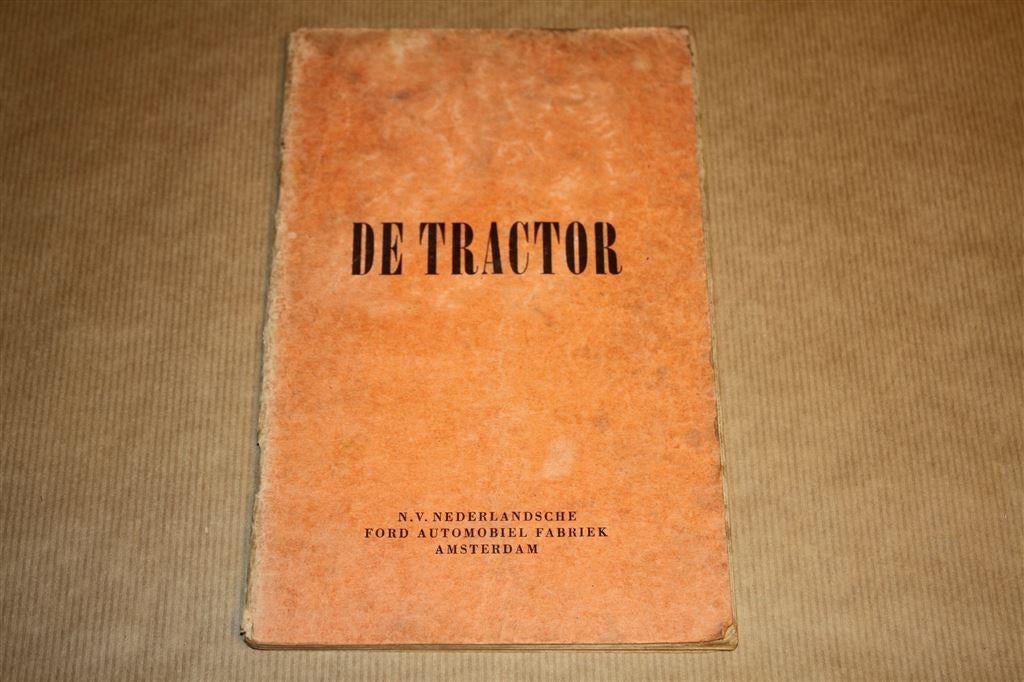 DE TRACTOR
N.V. NEDERLANDSCHE
FORD AUTOMOBIEL FABRIEK
AMSTERDAM